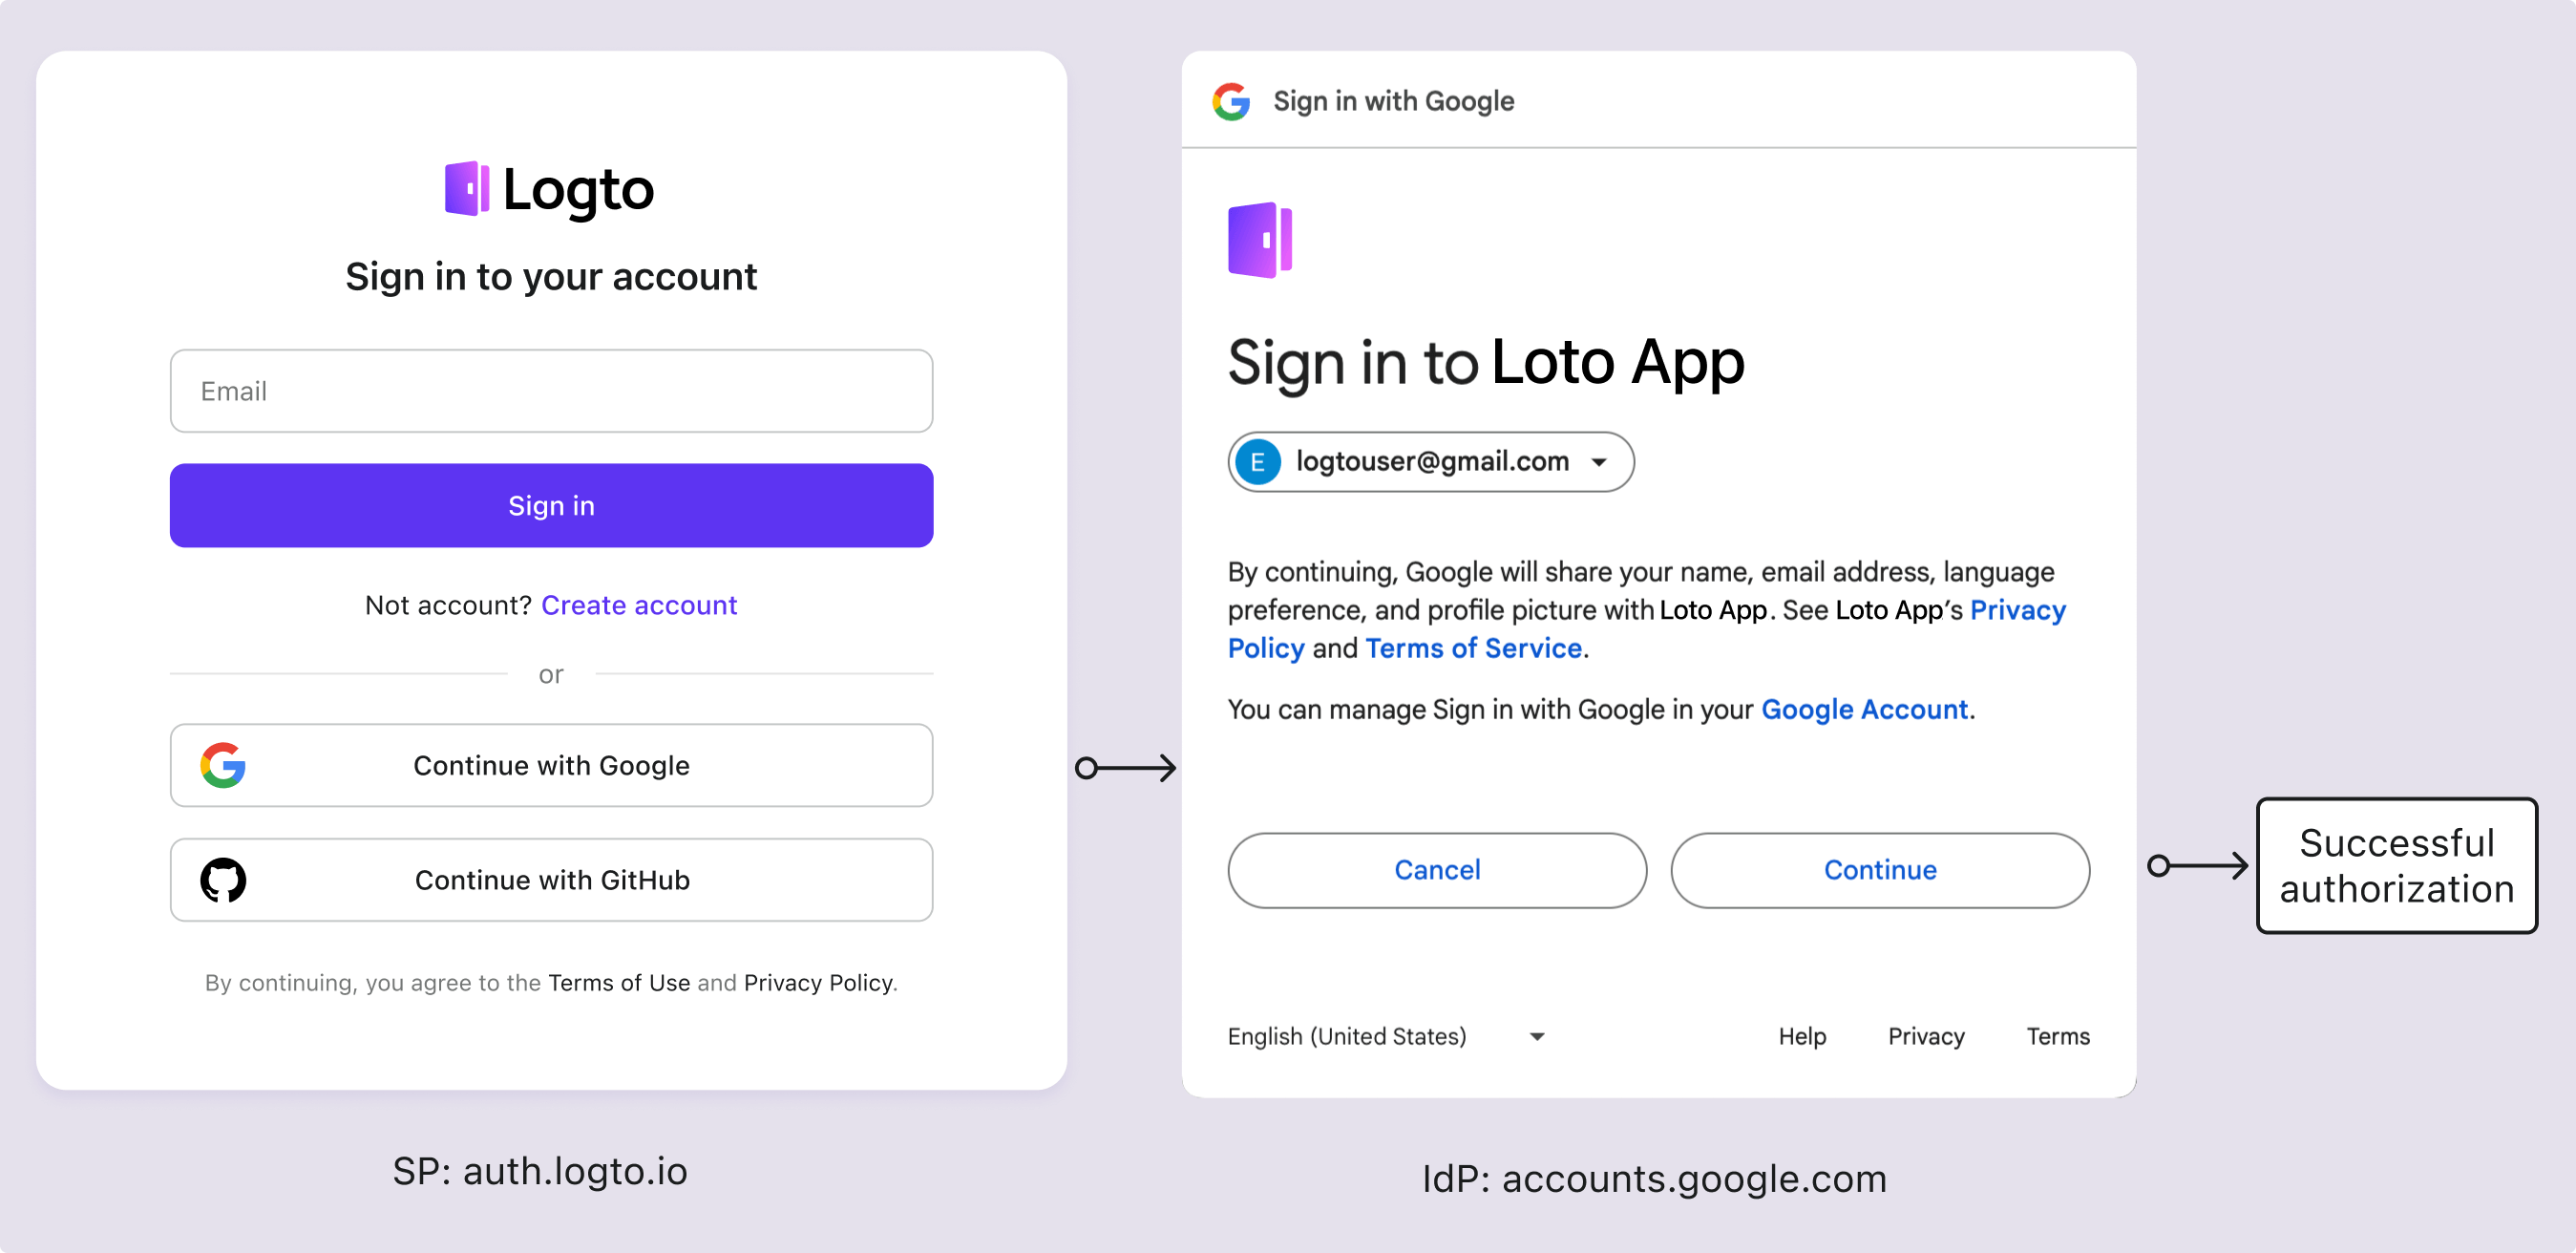 Logto
Sign in to your account
Email
Sign in
Not account? Create account
or
Continue with Google
Continue with GitHub
By continuing, you agree to the Terms of Use and Privacy Policy.
SP: auth.logto.io
Sign in with Google
Sign in to Loto App
E logtouser@gmail.com
By continuing, Google will share your name, email address, language
preference, and profile picture with Loto App. See Loto App’s Privacy
Policy and Terms of Service.
You can manage Sign in with Google in your Google Account.
Cancel Continue
English (United States) Help Privacy Terms
IdP: accounts.google.com
Successful
authorization